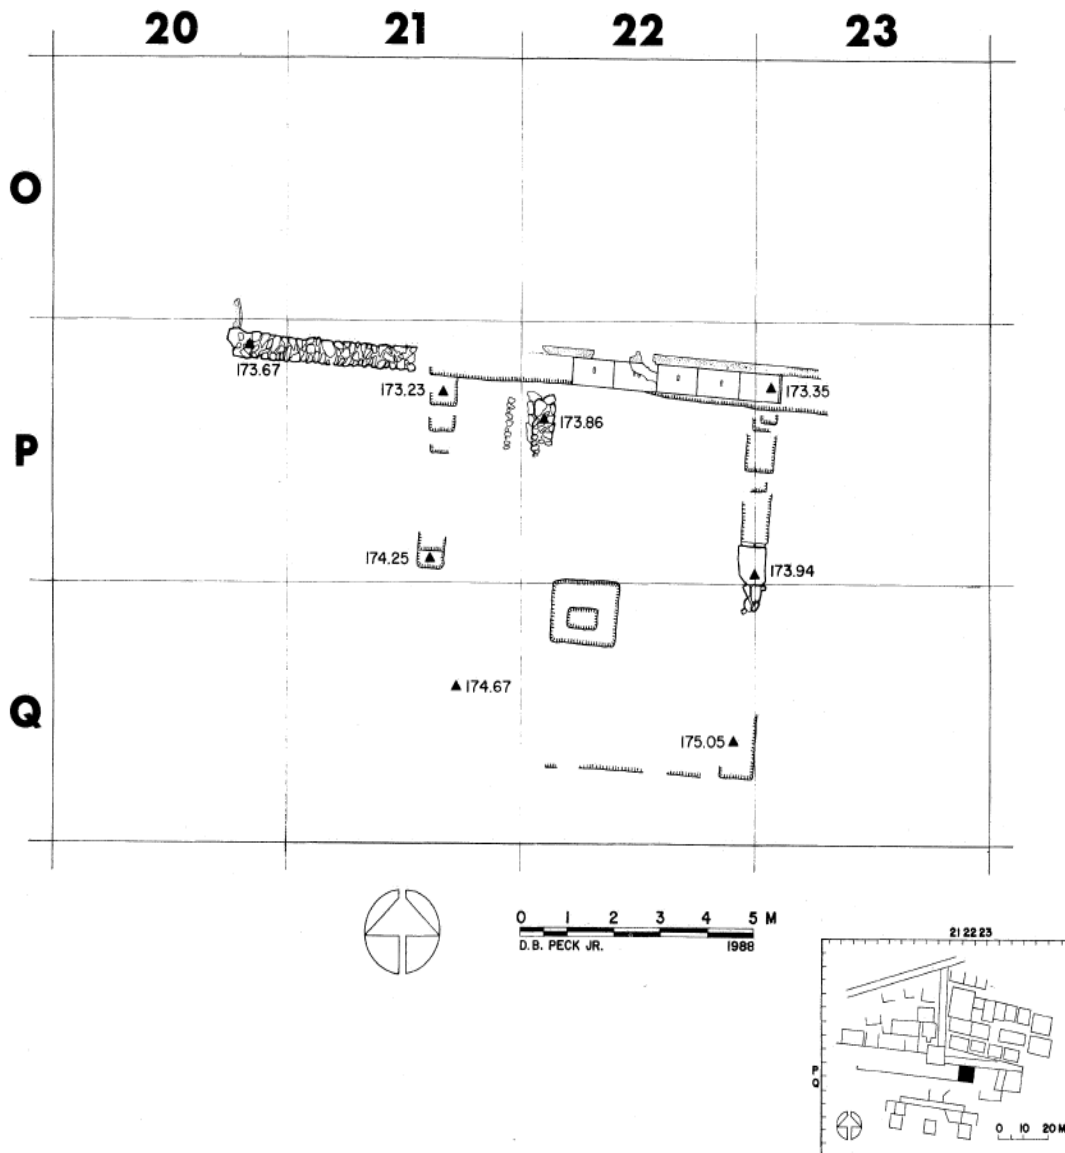 20 21 22 23
O
173.67
173.23
173.35
173.86
P
174.25
173.94
174.67
Q
175.05
0 1 2 3 4 5 M
D.B. PECK JR. 1988
21 22 23
P
Q
0 10 20 M